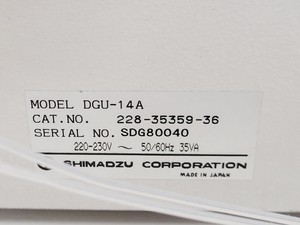 MODEL DGU-14A
CAT.NO. 228-35359-36
SERIAL NO. SDG80040
220-230V ~ 50/60Hz 35VA
SHIMADZU CORPORATION
MADE IN JAPAN